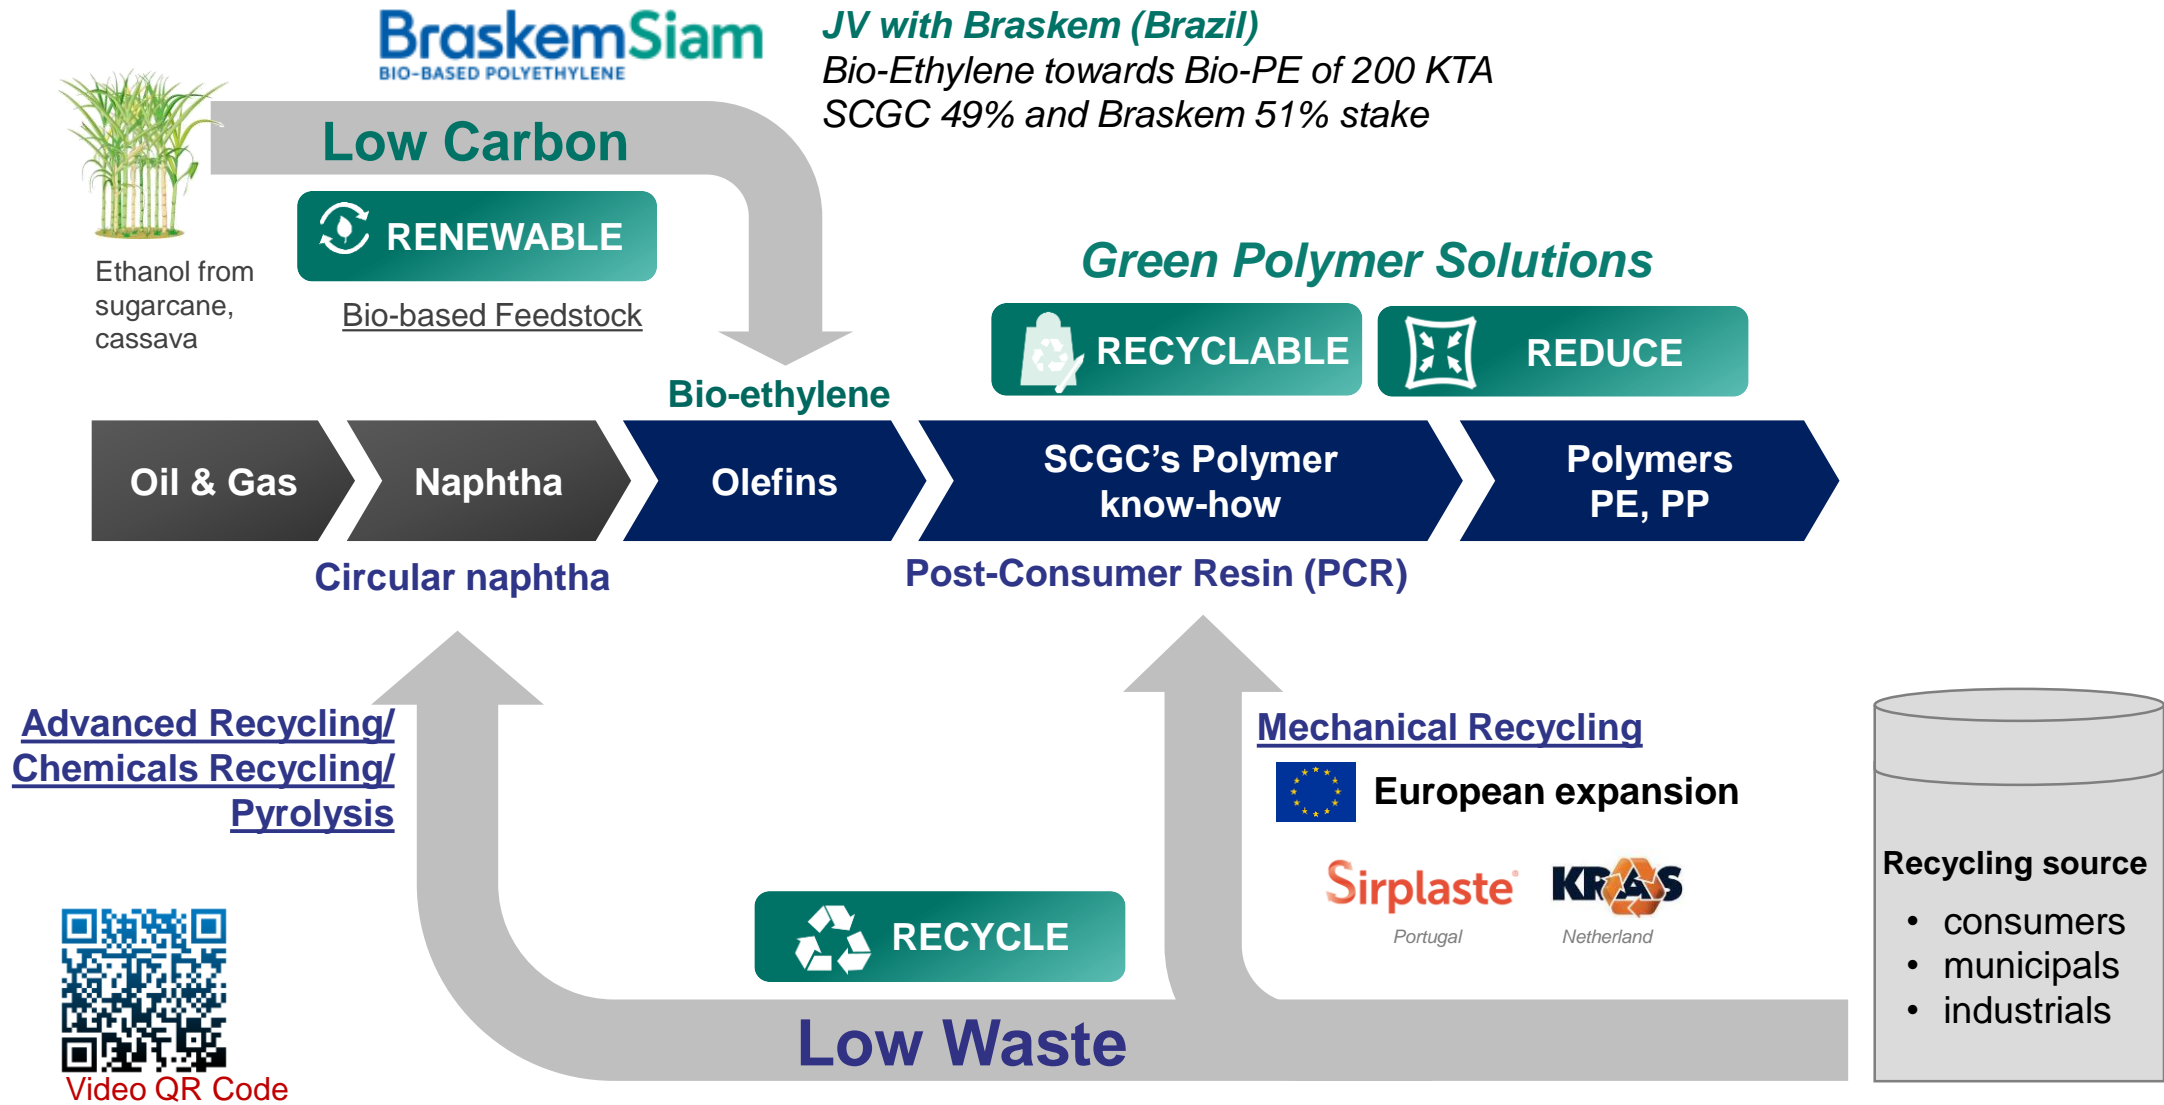 BraskemSiam
BIO-BASED POLYETHYLENE
JV with Braskem (Brazil)
Bio-Ethylene towards Bio-PE of 200 KTA
SCGC 49% and Braskem 51% stake
Low Carbon
RENEWABLE
Bio-based Feedstock
Ethanol from
sugarcane,
cassava
Green Polymer Solutions
RECYCLABLE
REDUCE
Bio-ethylene
Oil & Gas
Naphtha
Olefins
SCGC’s Polymer
know-how
Polymers
PE, PP
Circular naphtha
Post-Consumer Resin (PCR)
Advanced Recycling/
Chemicals Recycling/
Pyrolysis
Mechanical Recycling
European expansion
Sirplaste
Portugal
KRAS
Netherland
RECYCLE
Low Waste
Recycling source
• consumers
• municipals
• industrials
Video QR Code